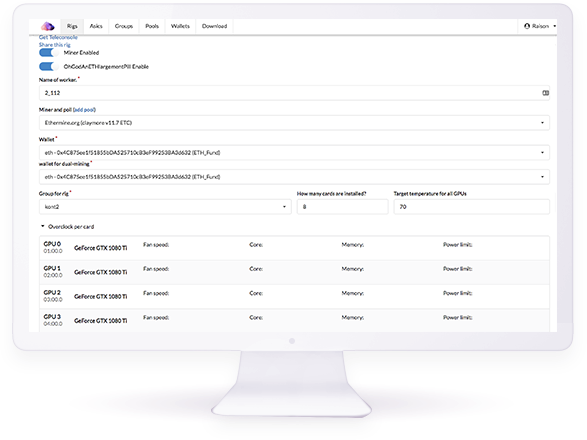 Rigs Asks Groups Pools Wallets Download Raison
Get Teleconsole
Share this rig
Miner Enabled
OhGodAnETHlargementPill Enable
Name of worker.*
2_112
Miner and poll (add pool)
Ethermine.org (claymore v11.7 ETC)
Wallet *
eth - 0x4C875ee1f51855bDA525710cB3eF99253BA3d632 (ETH_Fund)
wallet for dual-mining*
eth - 0x4C875ee1f51855bDA525710cB3eF99253BA3d632 (ETH_Fund)
Group for rig * How many cards are installed? Target temperature for all GPUs
kont2 8 70
Overclock per card
GPU 0 GeForce GTX 1080 Ti Fan speed: Core: Memory: Power limit:
01:00.0
GPU 1 GeForce GTX 1080 Ti Fan speed: Core: Memory: Power limit:
02:00.0
GPU 2 GeForce GTX 1080 Ti Fan speed: Core: Memory: Power limit:
03:00.0
GPU 3 GeForce GTX 1080 Ti Fan speed: Core: Memory: Power limit:
04:00.0